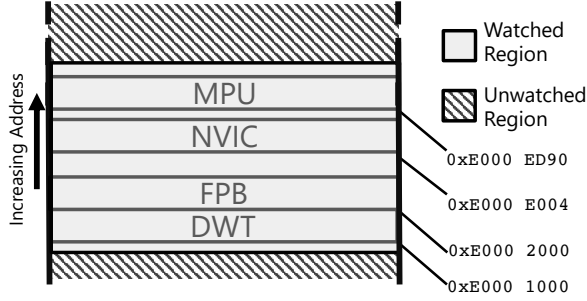 Increasing Address
MPU
NVIC
FPB
DWT
Watched
Region
Unwatched
Region
0xE000 ED90
0xE000 E004
0xE000 2000
0xE000 1000